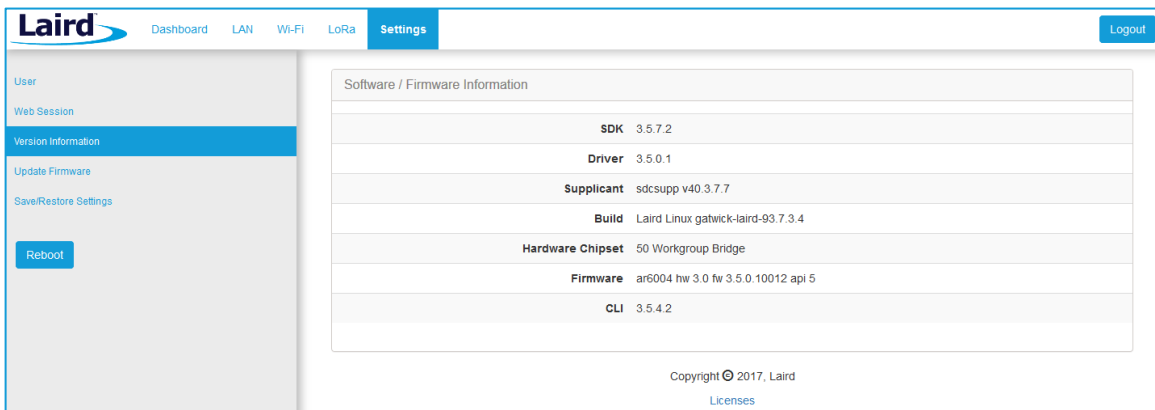 Laird Dashboard LAN Wi-Fi LoRa Settings Logout
User
Web Session
Version Information
Update Firmware
Save/Restore Settings
Reboot
Software / Firmware Information
SDK 3.5.7.2
Driver 3.5.0.1
Supplicant sdcsupp v40.3.7.7
Build Laird Linux gatwick-laird-93.7.3.4
Hardware Chipset 50 Workgroup Bridge
Firmware ar6004 hw 3.0 fw 3.5.0.10012 api 5
CLI 3.5.4.2
Copyright © 2017, Laird
Licenses